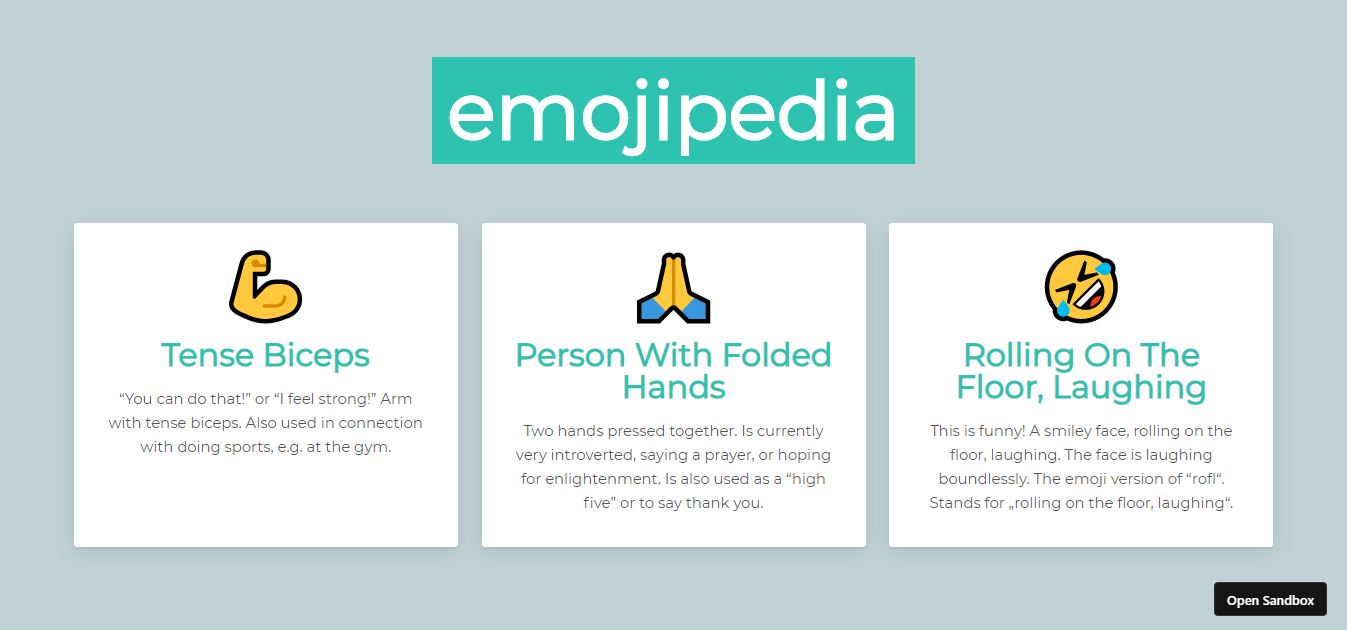 emojipedia
Tense Biceps
“You can do that!” or “I feel strong!” Arm
with tense biceps. Also used in connection
with doing sports, e.g. at the gym.
Person With Folded
Hands
Two hands pressed together. Is currently
very introverted, saying a prayer, or hoping
for enlightenment. Is also used as a “high
five” or to say thank you.
Rolling On The
Floor, Laughing
This is funny! A smiley face, rolling on the
floor, laughing. The face is laughing
boundlessly. The emoji version of “rofl“.
Stands for „rolling on the floor, laughing“.
Open Sandbox